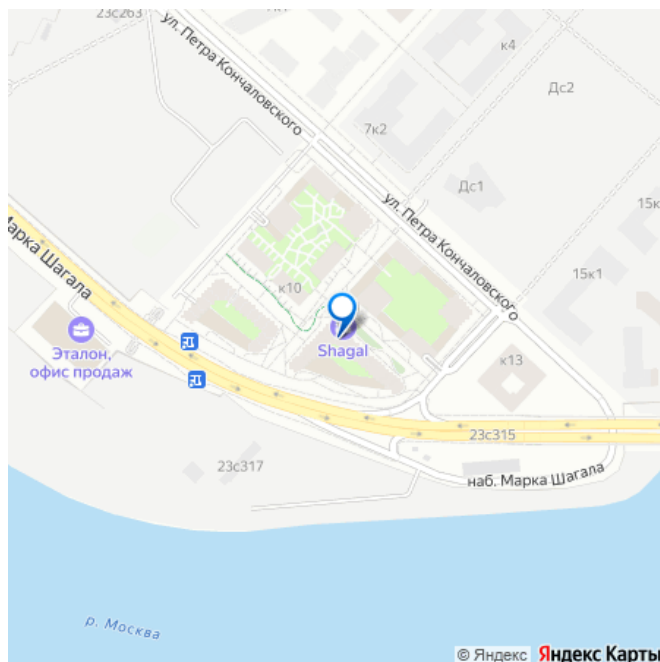 23с263
ул. Петра Кончаловского
к4
Дс2
7к2
Дс1
15к
ул. Петра Кончаловского
15к1
Марка Шагала
к10
Shagal
Эталон,
офис продаж
к13
23с315
23с317
наб. Марка Шагала
р. Москва
© Яндекс Яндекс Карты